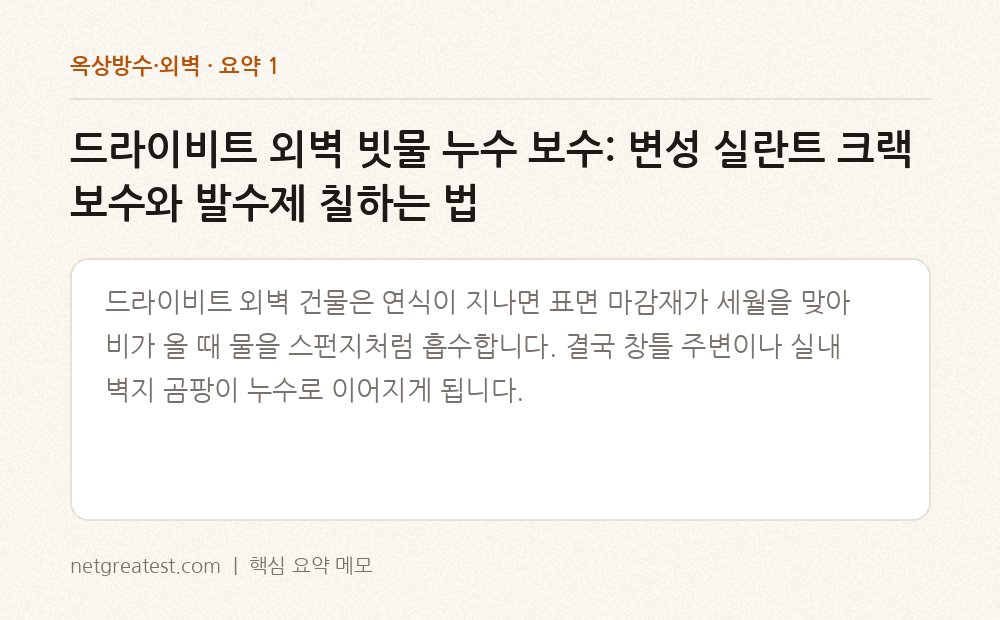 옥상방수·외벽 · 요약 1
드라이비트 외벽 빗물 누수 보수: 변성 실란트 크랙
보수와 발수제 칠하는 법
드라이비트 외벽 건물은 연식이 지나면 표면 마감재가 세월을 맞아
비가 올 때 물을 스펀지처럼 흡수합니다. 결국 창틀 주변이나 실내
벽지 곰팡이 누수로 이어지게 됩니다.
netgreatest.com | 핵심 요약 메모